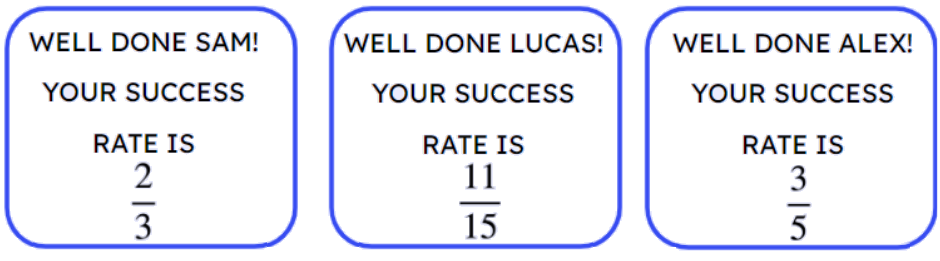 WELL DONE SAM!
YOUR SUCCESS
RATE IS
2
3
WELL DONE LUCAS!
YOUR SUCCESS
RATE IS
11
15
WELL DONE ALEX!
YOUR SUCCESS
RATE IS
3
5